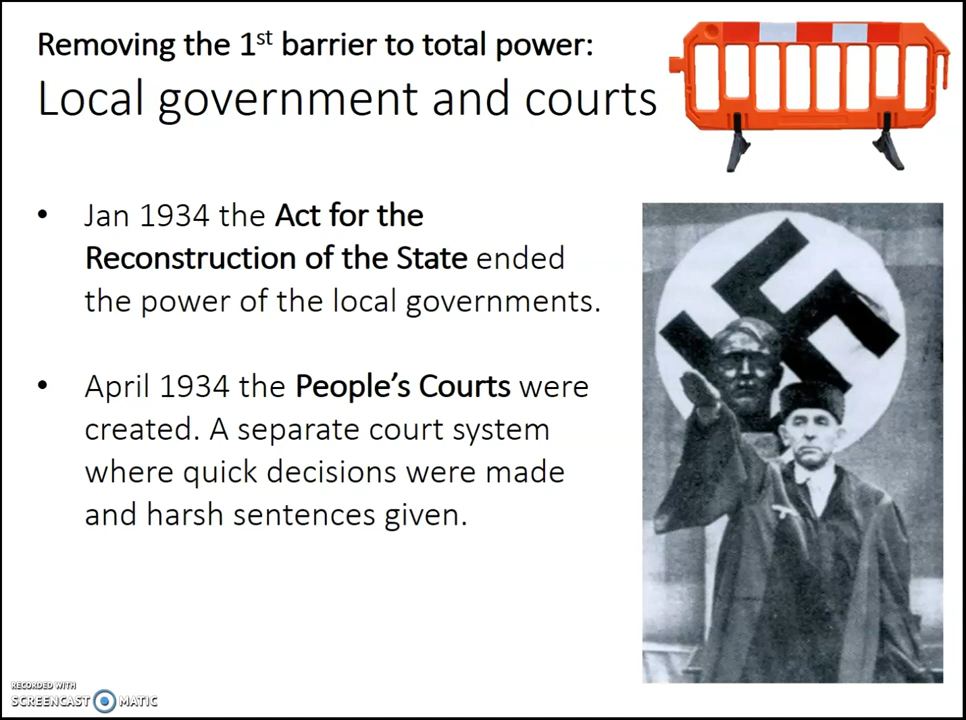 Removing the 1st barrier to total power:
Local government and courts
• Jan 1934 the Act for the
Reconstruction of the State ended
the power of the local governments.
• April 1934 the People's Courts were
created. A separate court system
where quick decisions were made
and harsh sentences given.
RECORDED WITH
SCREENCAST MATIC